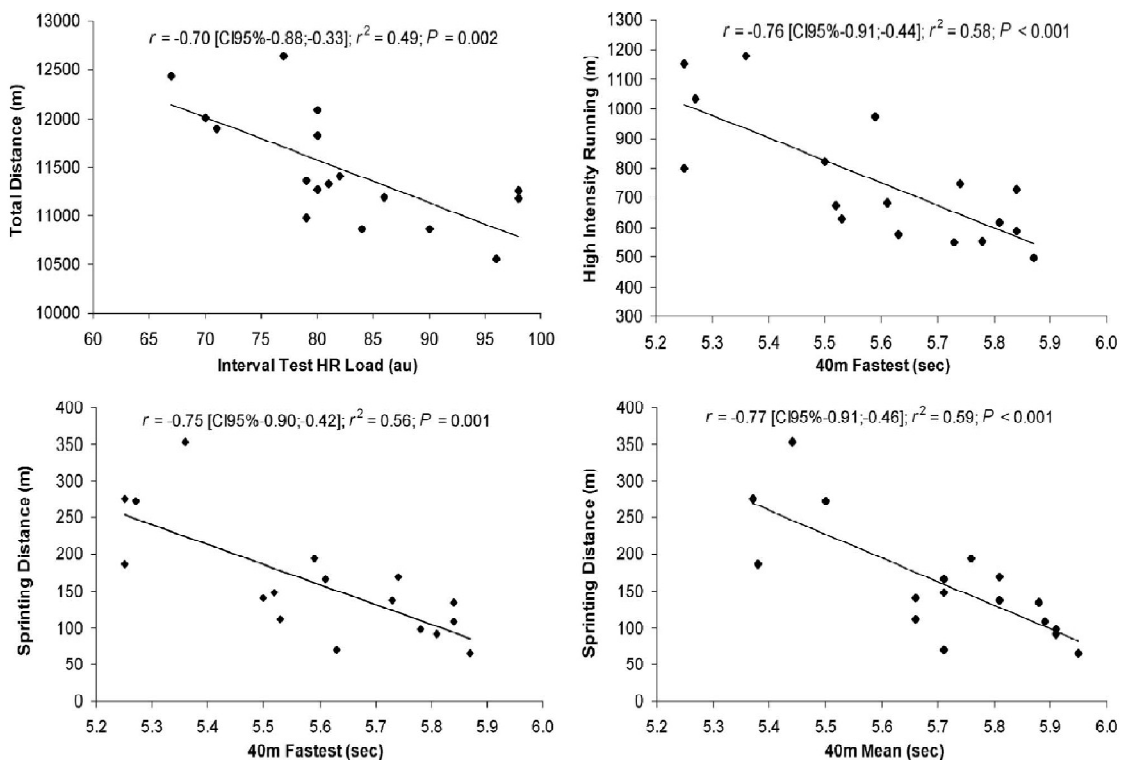 r = -0.70 [CI95%-0.88;-0.33]; r² = 0.49; P = 0.002
Total Distance (m)
13000
12500
12000
11500
11000
10500
10000
60 65 70 75 80 85 90 95 100
Interval Test HR Load (au)
r = -0.76 [CI95%-0.91;-0.44]; r² = 0.58; P < 0.001
High Intensity Running (m)
1300
1200
1100
1000
900
800
700
600
500
400
300
5.2 5.3 5.4 5.5 5.6 5.7 5.8 5.9 6.0
40m Fastest (sec)
r = -0.75 [CI95%-0.90;-0.42]; r² = 0.56; P = 0.001
Sprinting Distance (m)
400
350
300
250
200
150
100
50
0
5.2 5.3 5.4 5.5 5.6 5.7 5.8 5.9 6.0
40m Fastest (sec)
r = -0.77 [CI95%-0.91;-0.46]; r² = 0.59; P < 0.001
Sprinting Distance (m)
400
350
300
250
200
150
100
50
0
5.2 5.3 5.4 5.5 5.6 5.7 5.8 5.9 6.0
40m Mean (sec)